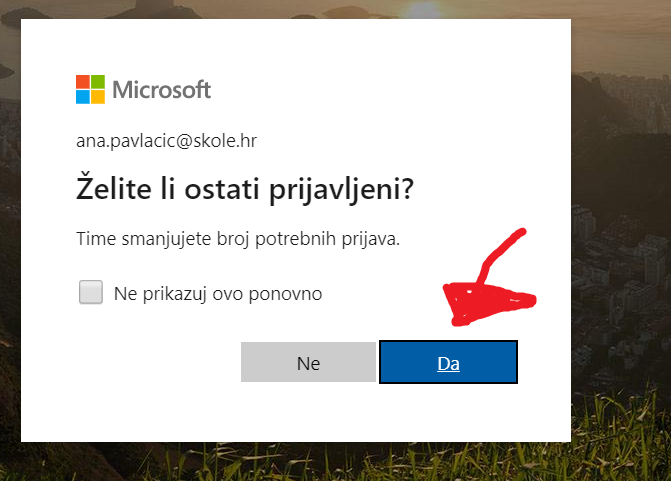 Microsoft
ana.pavlacic@skole.hr
Želite li ostati prijavljeni?
Time smanjujete broj potrebnih prijava.
Ne prikazuj ovo ponovno
Ne
Da